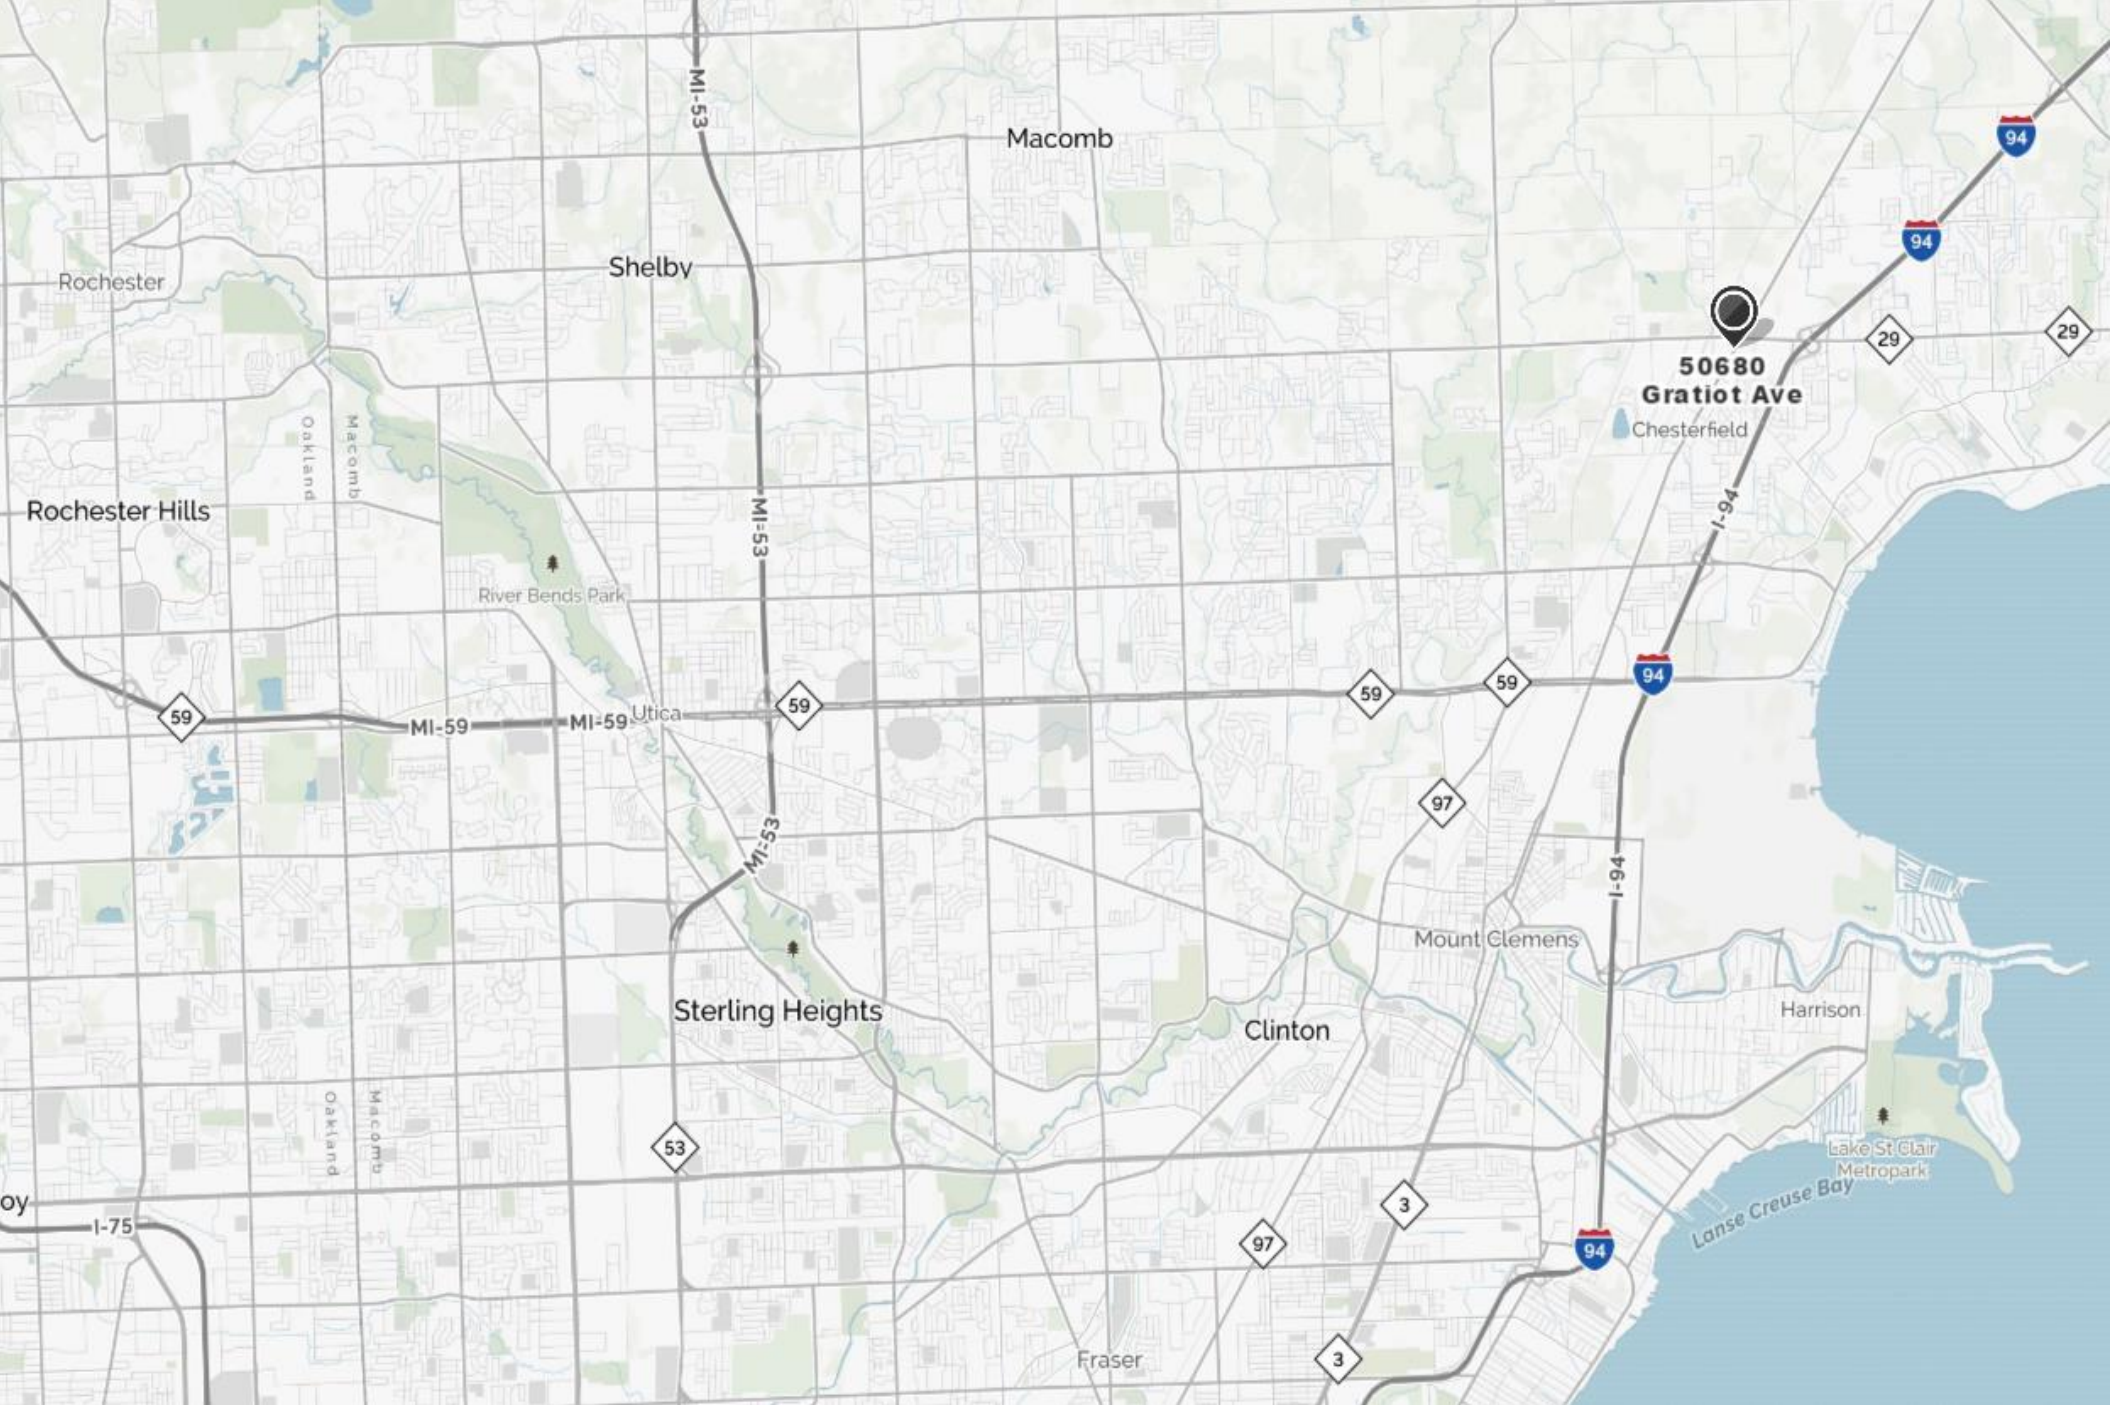 MI-53
94
Macomb
94
Shelby
Rochester
29
29
50680
Gratiot Ave
Chesterfield
Oakland
Macomb
Rochester Hills
MI-53
I-94
River Bends Park
94
59
59
59
59
Utica
MI-59
MI-59
97
MI-53
I-94
Mount Clemens
Sterling Heights
Harrison
Clinton
Oakland
Macomb
53
Lake St Clair
Metropark
oy
Lanse Creuse Bay
3
I-75
97
94
3
Fraser